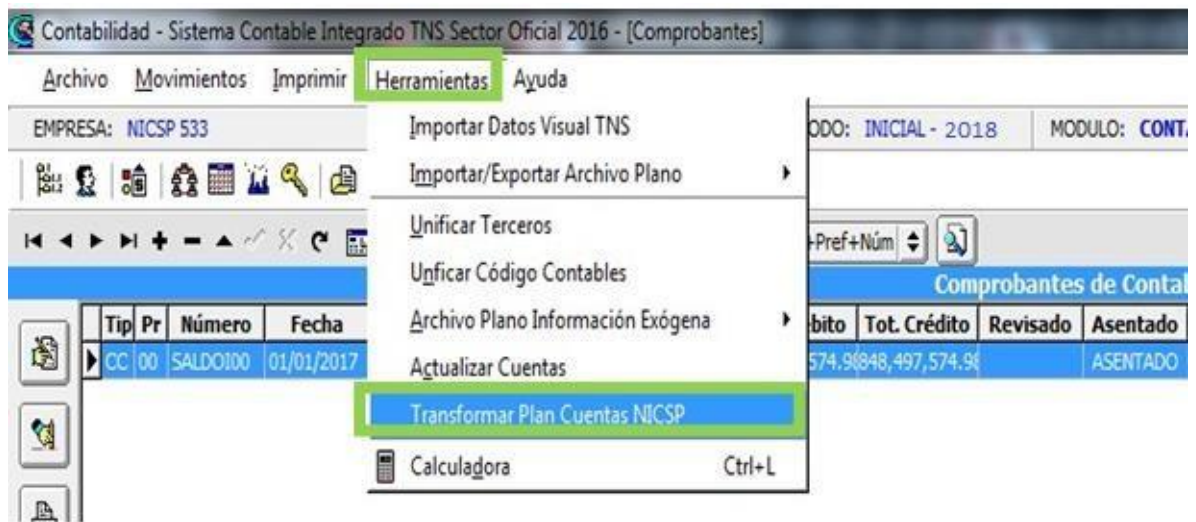 Contabilidad - Sistema Contable Integrado TNS Sector Oficial 2016 - [Comprobantes]
Archivo Movimientos Imprimir Herramientas Ayuda
EMPRESA: NICSP 533
ODO: INICIAL - 2018 MODULO: CONT
Importar Datos Visual TNS
Importar/Exportar Archivo Plano
Unificar Terceros
Unficar Código Contables
Archivo Plano Información Exógena
Actualizar Cuentas
Transformar Plan Cuentas NICSP
Calculadora Ctrl+L
+Pref+Núm
Comprobantes de Contal
Tip Pr Número Fecha bito Tot. Crédito Revisado Asentado
CC 00 SALDOI00 01/01/2017 574.98 848,497,574.98 ASENTADO